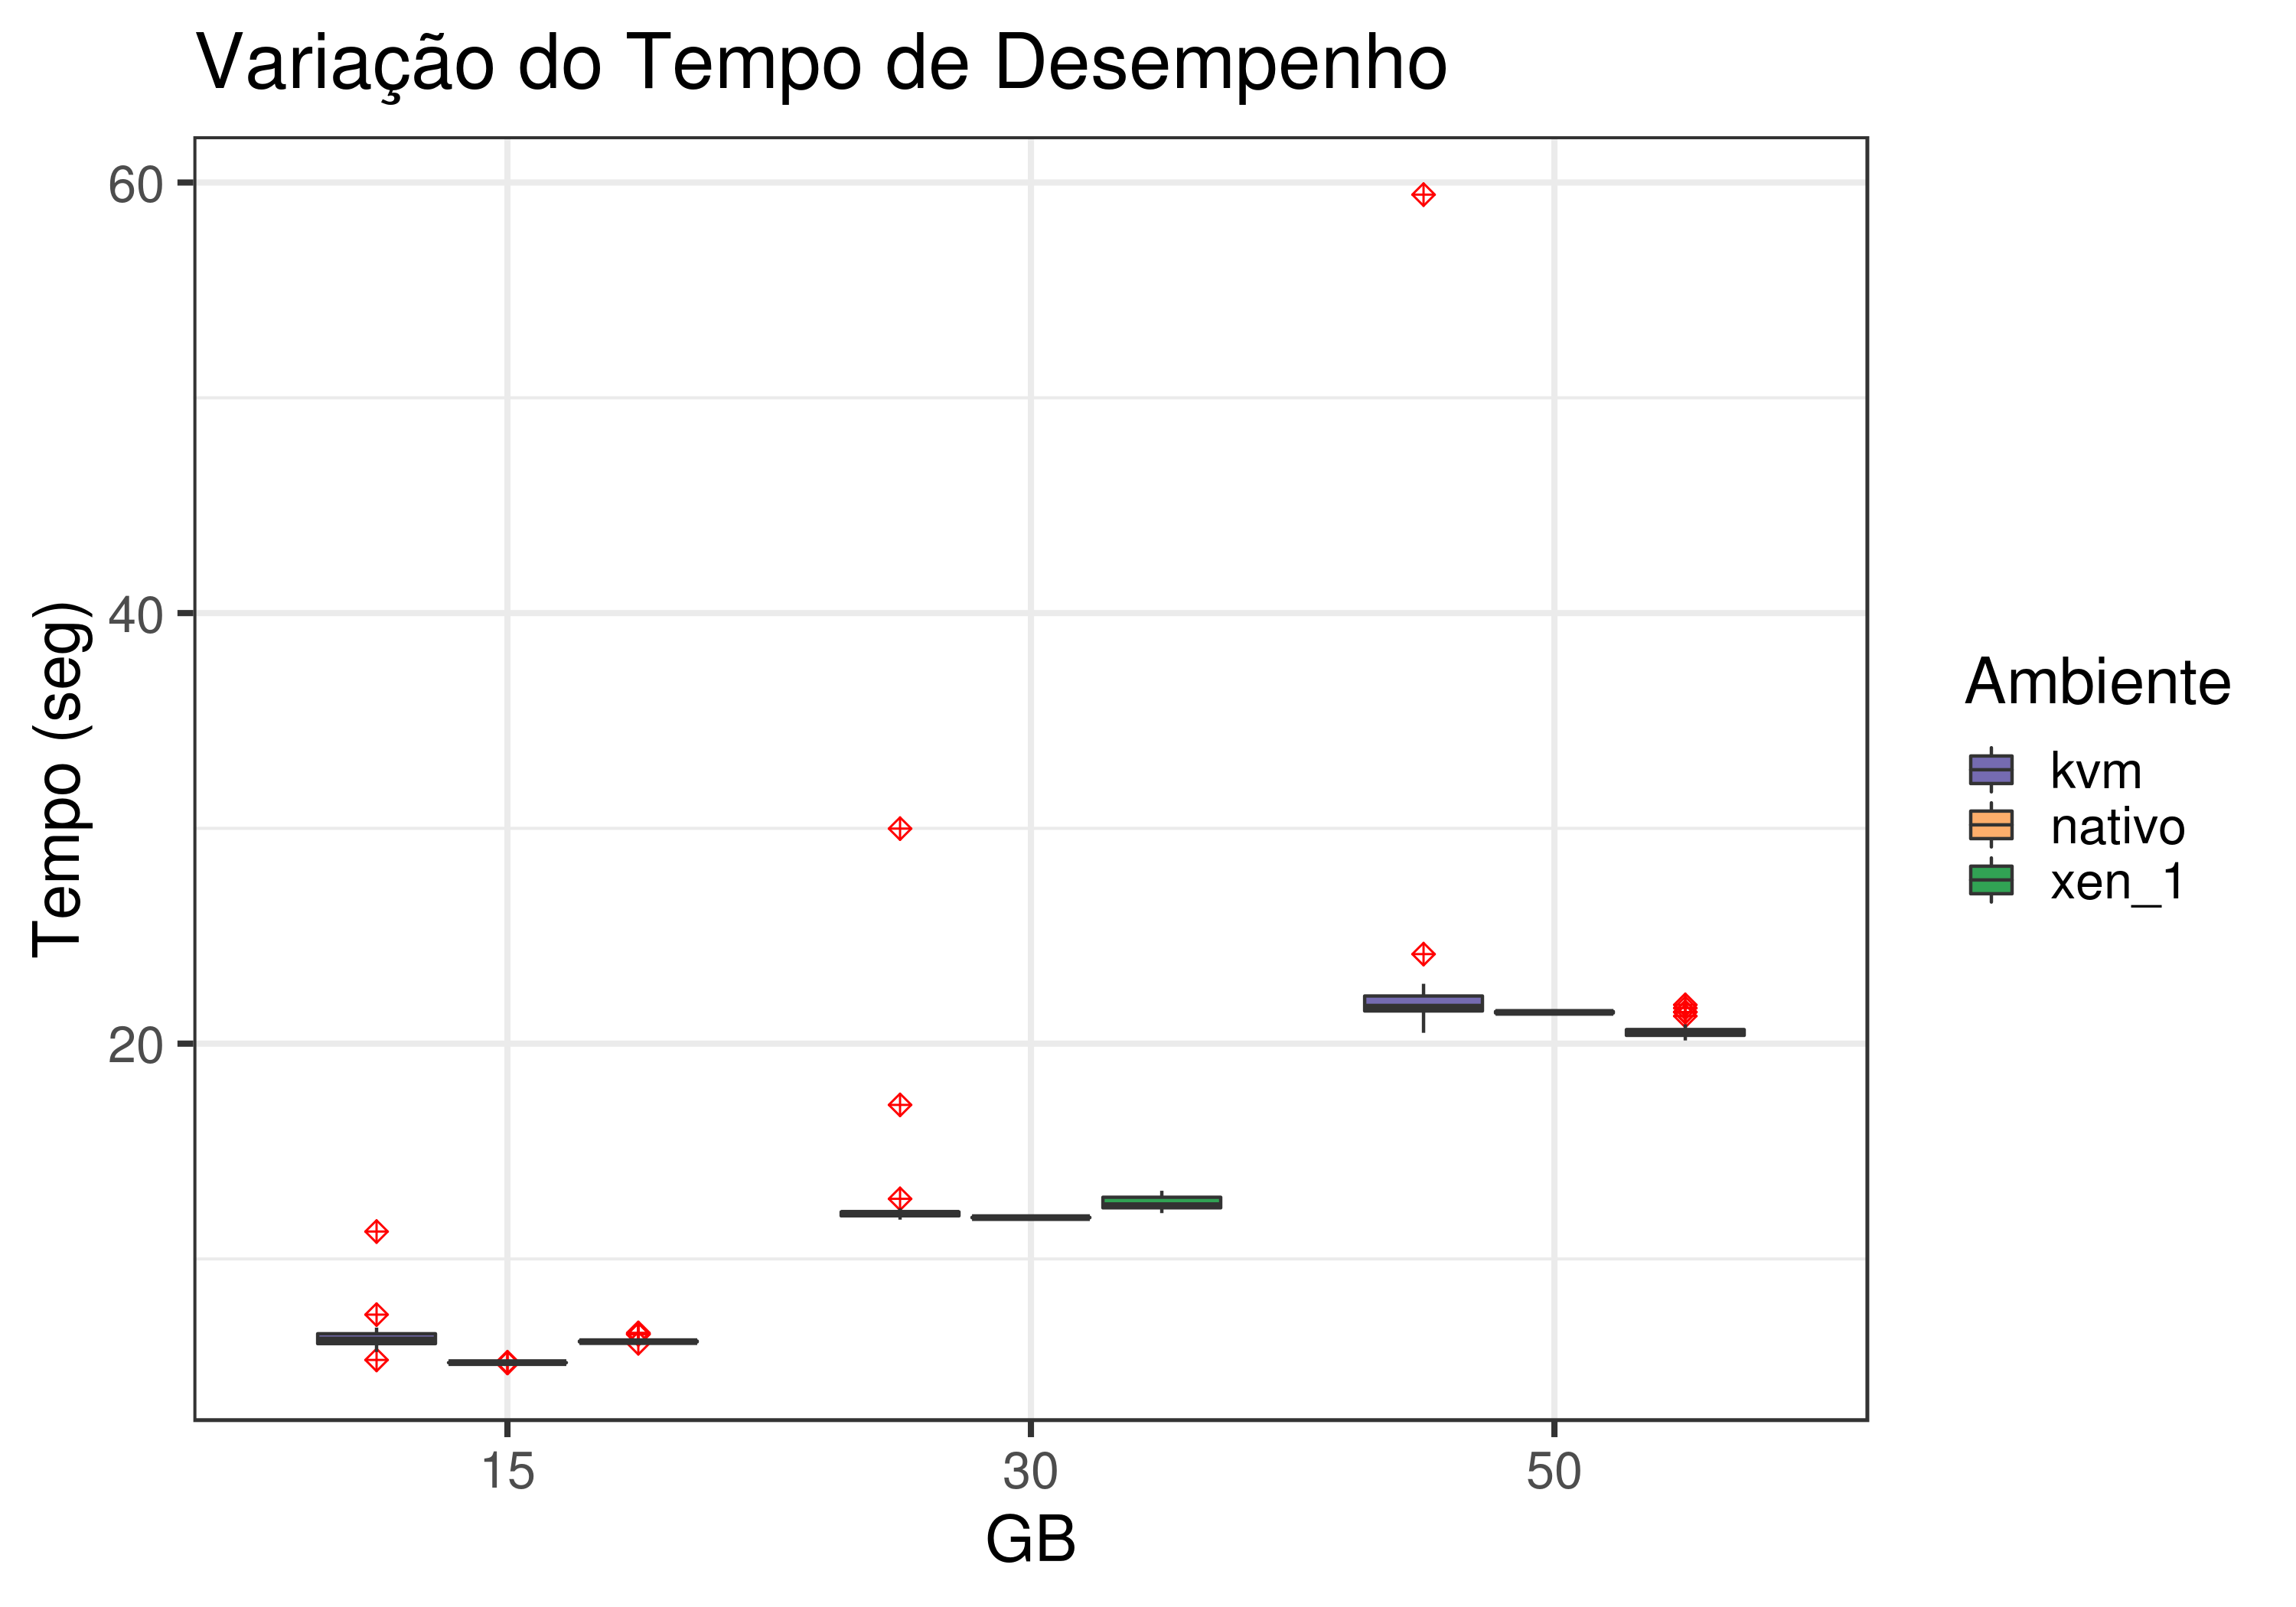 Variação do Tempo de Desempenho
Tempo (seg)
60
40
20
15
30
50
GB
Ambiente
kvm
nativo
xen_1